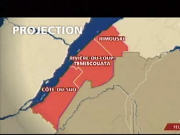 PROJECTION
RIMOUSKI
RIVIÈRE-DU-LOUP
TÉMISCOUATA
CÔTE-DU-SUD